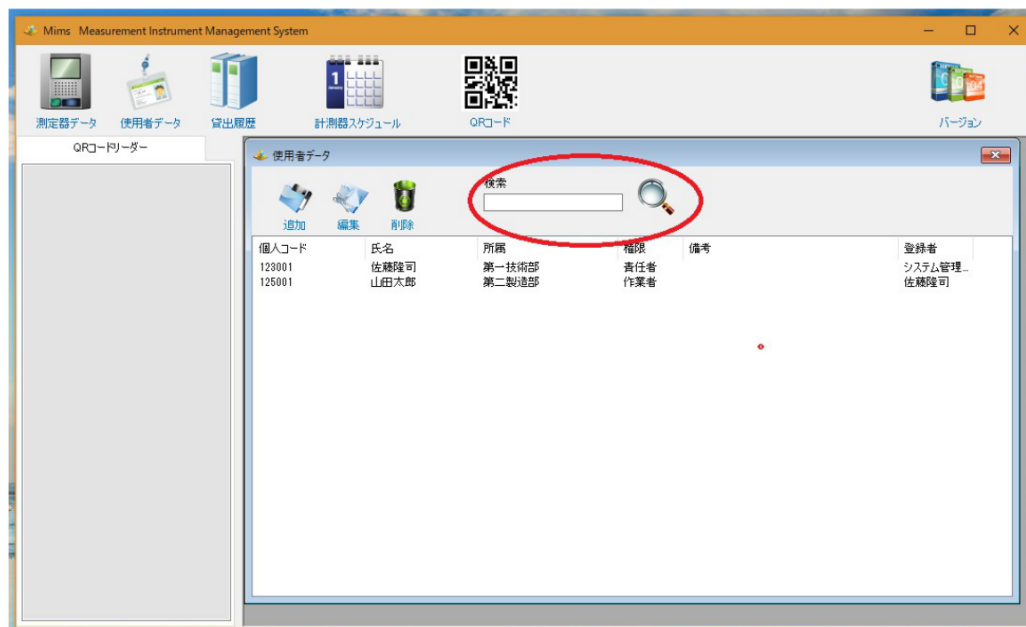 Mims Measurement Instrument Management System
測定器データ 使用者データ 貸出履歴 計測器スケジュール QRコード バージョン
QRコードリーダー
使用者データ
検索
追加 編集 削除
個人コード 氏名 所属 権限 備考 登録者
123001 佐藤隆司 第一技術部 責任者 システム管理...
125001 山田太郎 第二製造部 作業者 佐藤隆司